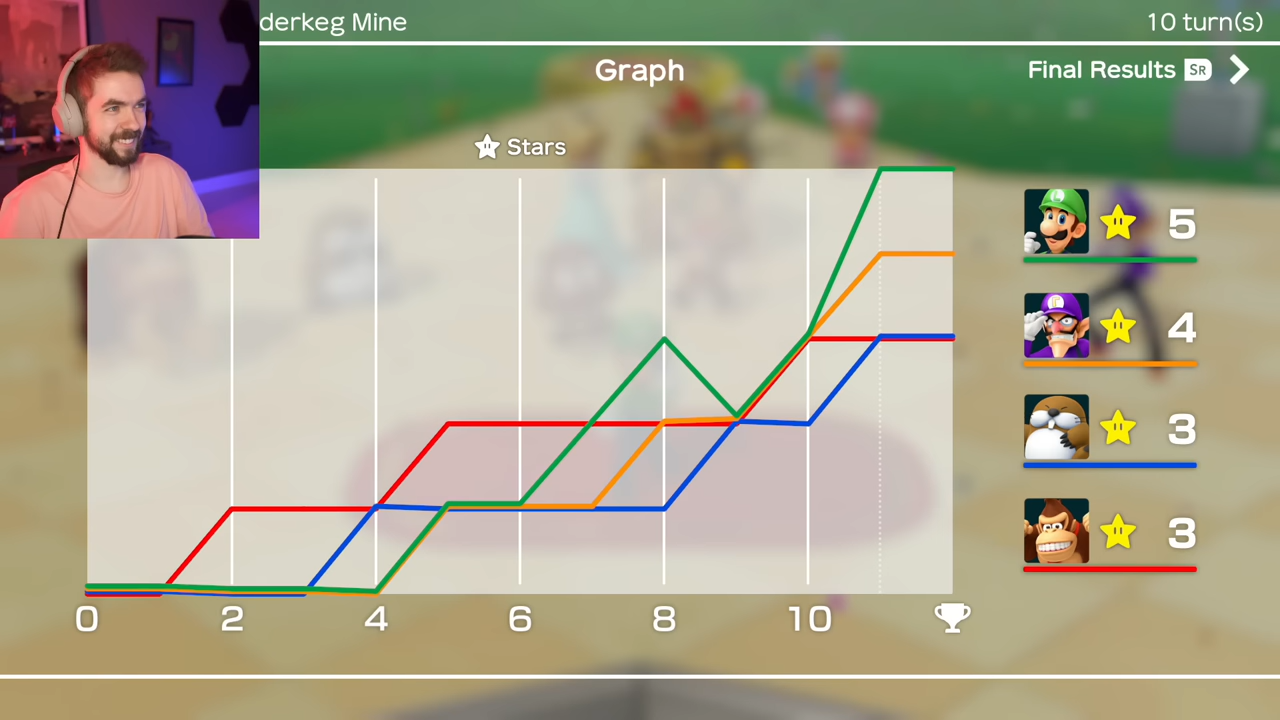 derkeg Mine
10 turn(s)
Graph
Final Results SR
Stars
5
4
3
3
0 2 4 6 8 10